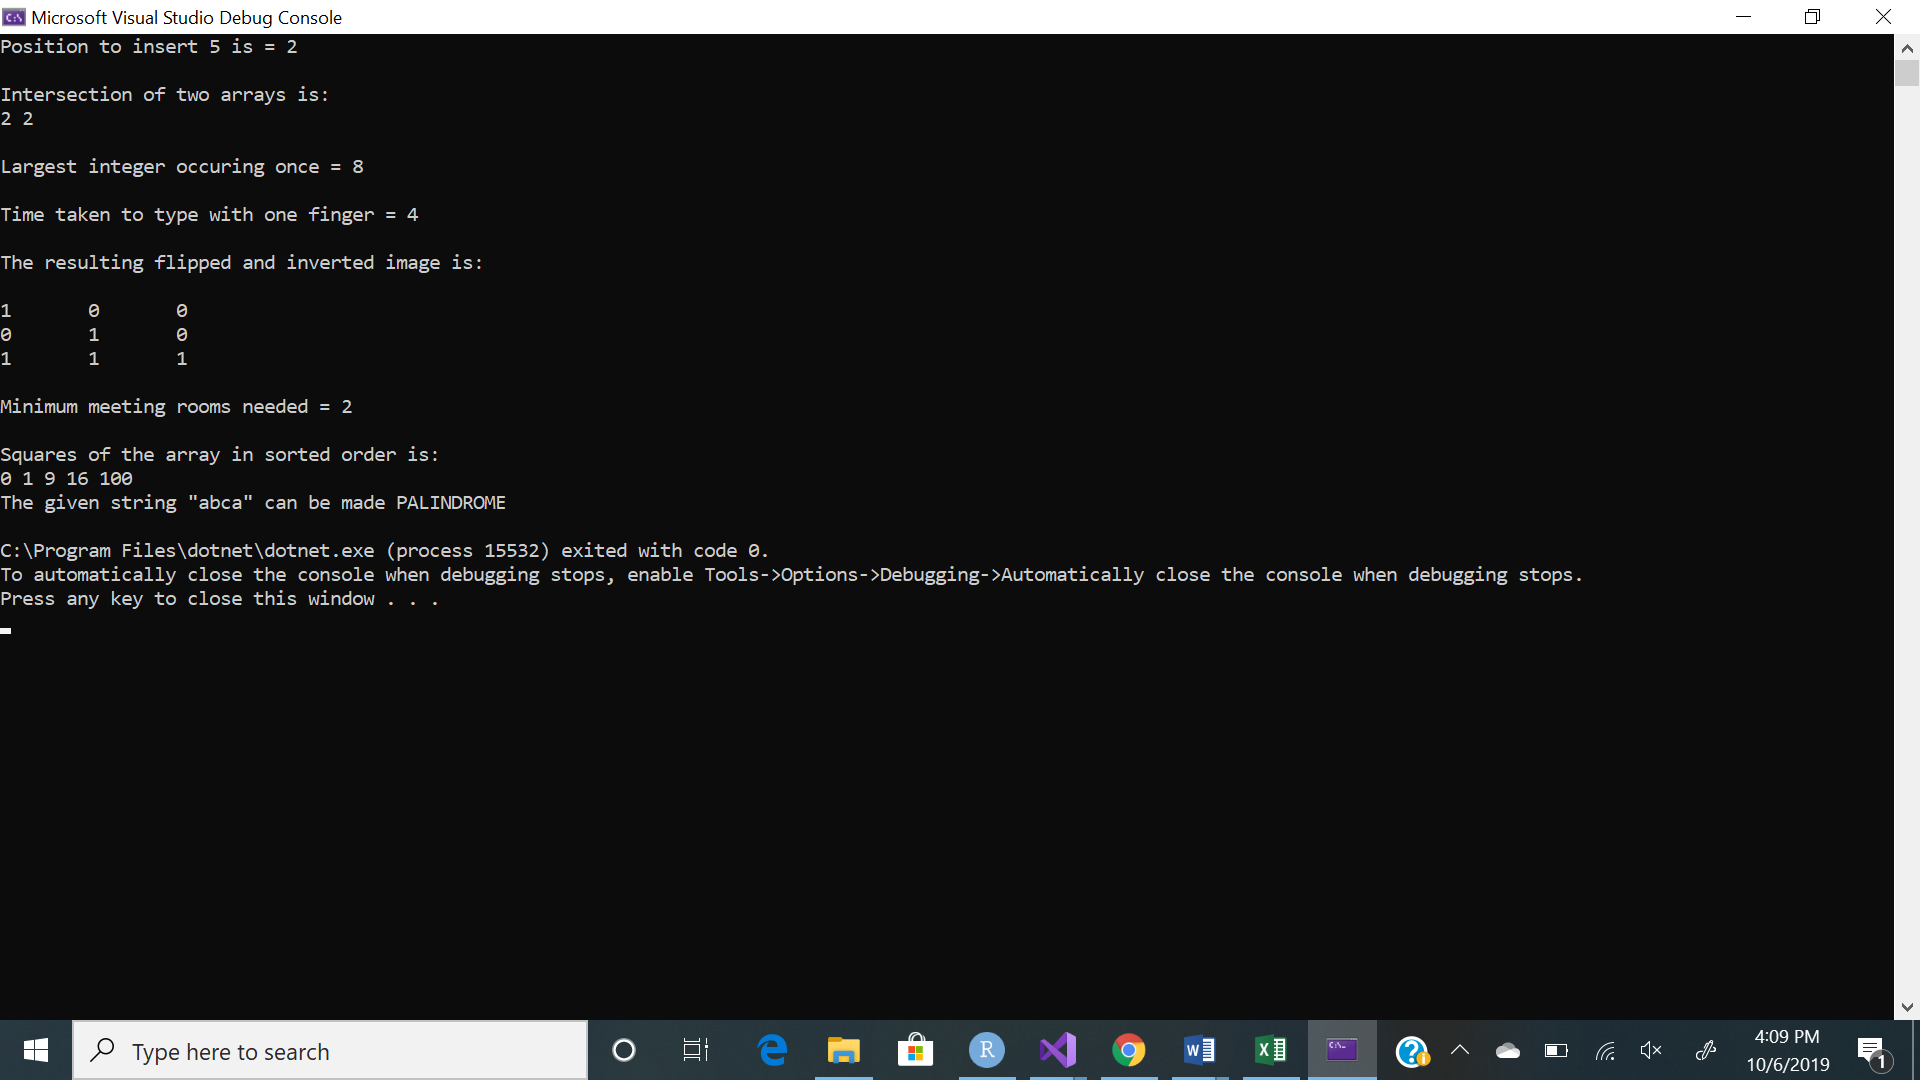 Microsoft Visual Studio Debug Console
Position to insert 5 is = 2
Intersection of two arrays is:
2 2
Largest integer occuring once = 8
Time taken to type with one finger = 4
The resulting flipped and inverted image is:
1 0 0
0 1 0
1 1 1
Minimum meeting rooms needed = 2
Squares of the array in sorted order is:
0 1 9 16 100
The given string "abca" can be made PALINDROME
C:\Program Files\dotnet\dotnet.exe (process 15532) exited with code 0.
To automatically close the console when debugging stops, enable Tools->Options->Debugging->Automatically close the console when debugging stops.
Press any key to close this window . . .
Type here to search
4:09 PM
10/6/2019
1